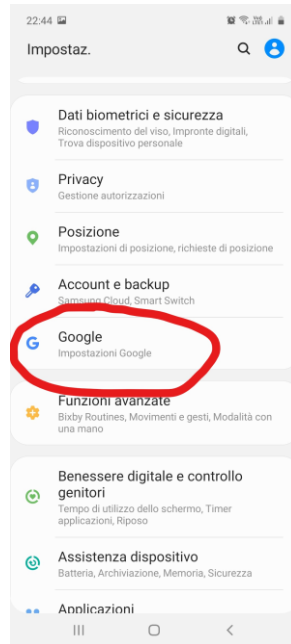 22:44
Impostaz.
Dati biometrici e sicurezza
Riconoscimento del viso, Impronte digitali,
Trova dispositivo personale
Privacy
Gestione autorizzazioni
Posizione
Impostazioni di posizione, richieste di posizione
Account e backup
Samsung Cloud, Smart Switch
Google
Impostazioni Google
Funzioni avanzate
Bixby Routines, Movimenti e gesti, Modalità con
una mano
Benessere digitale e controllo
genitori
Tempo di utilizzo dello schermo, Timer
applicazioni, Riposo
Assistenza dispositivo
Batteria, Archiviazione, Memoria, Sicurezza
Applicazioni